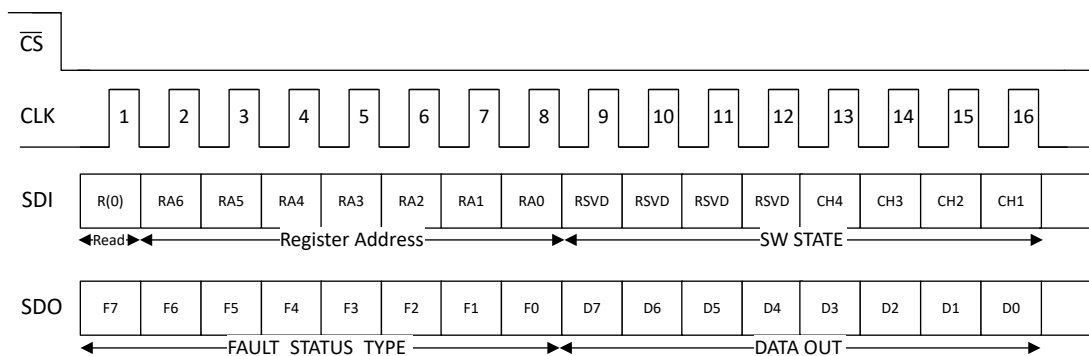 CS
CLK 1 2 3 4 5 6 7 8 9 10 11 12 13 14 15 16
SDI R(0) RA6 RA5 RA4 RA3 RA2 RA1 RA0 RSVD RSVD RSVD RSVD CH4 CH3 CH2 CH1
Read Register Address SW STATE
SDO F7 F6 F5 F4 F3 F2 F1 F0 D7 D6 D5 D4 D3 D2 D1 D0
FAULT_STATUS_TYPE DATA OUT